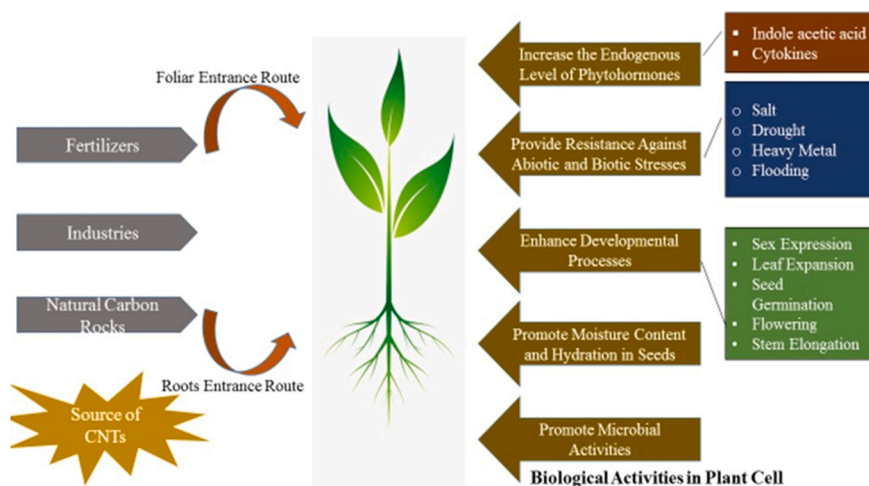 Foliar Entrance Route
Fertilizers
Industries
Natural Carbon
Rocks
Roots Entrance Route
Source of
CNTs
Increase the Endogenous
Level of Phytohormones
Provide Resistance Against
Abiotic and Biotic Stresses
Enhance Developmental
Processes
Promote Moisture Content
and Hydration in Seeds
Promote Microbial
Activities
Biological Activities in Plant Cell
▪ Indole acetic acid
▪ Cytokines
○ Salt
○ Drought
○ Heavy Metal
○ Flooding
• Sex Expression
• Leaf Expansion
• Seed
Germination
• Flowering
• Stem Elongation